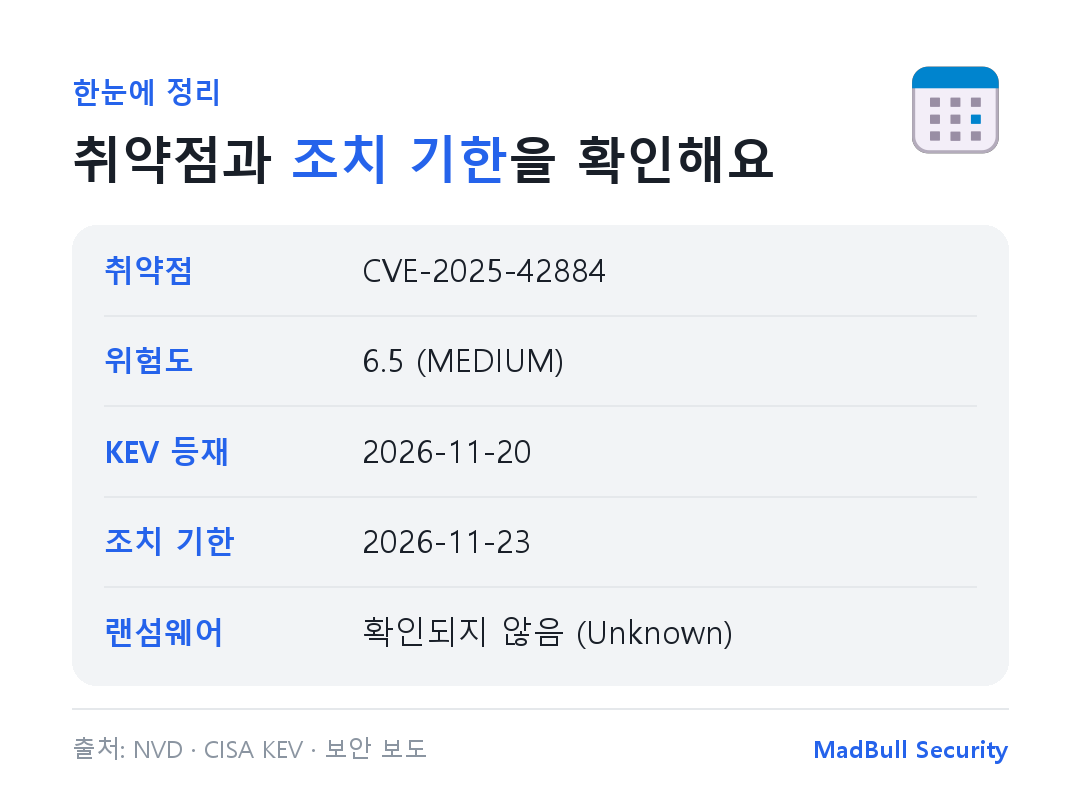 한눈에 정리
취약점과 조치 기한을 확인해요
취약점 CVE-2025-42884
위험도 6.5 (MEDIUM)
KEV 등재 2026-11-20
조치 기한 2026-11-23
랜섬웨어 확인되지 않음 (Unknown)
출처: NVD · CISA KEV · 보안 보도 MadBull Security